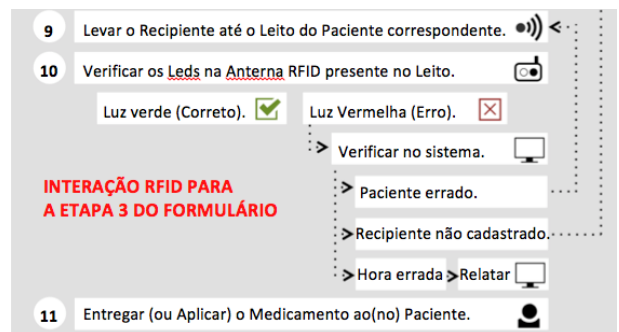 9 Levar o Recipiente até o Leito do Paciente correspondente.
10 Verificar os Leds na Anterna RFID presente no Leito.
Luz verde (Correto). Luz Vermelha (Erro).
Verificar no sistema.
INTERAÇÃO RFID PARA
A ETAPA 3 DO FORMULÁRIO
Paciente errado.
Recipiente não cadastrado.
Hora errada Relatar
11 Entregar (ou Aplicar) o Medicamento ao(no) Paciente.